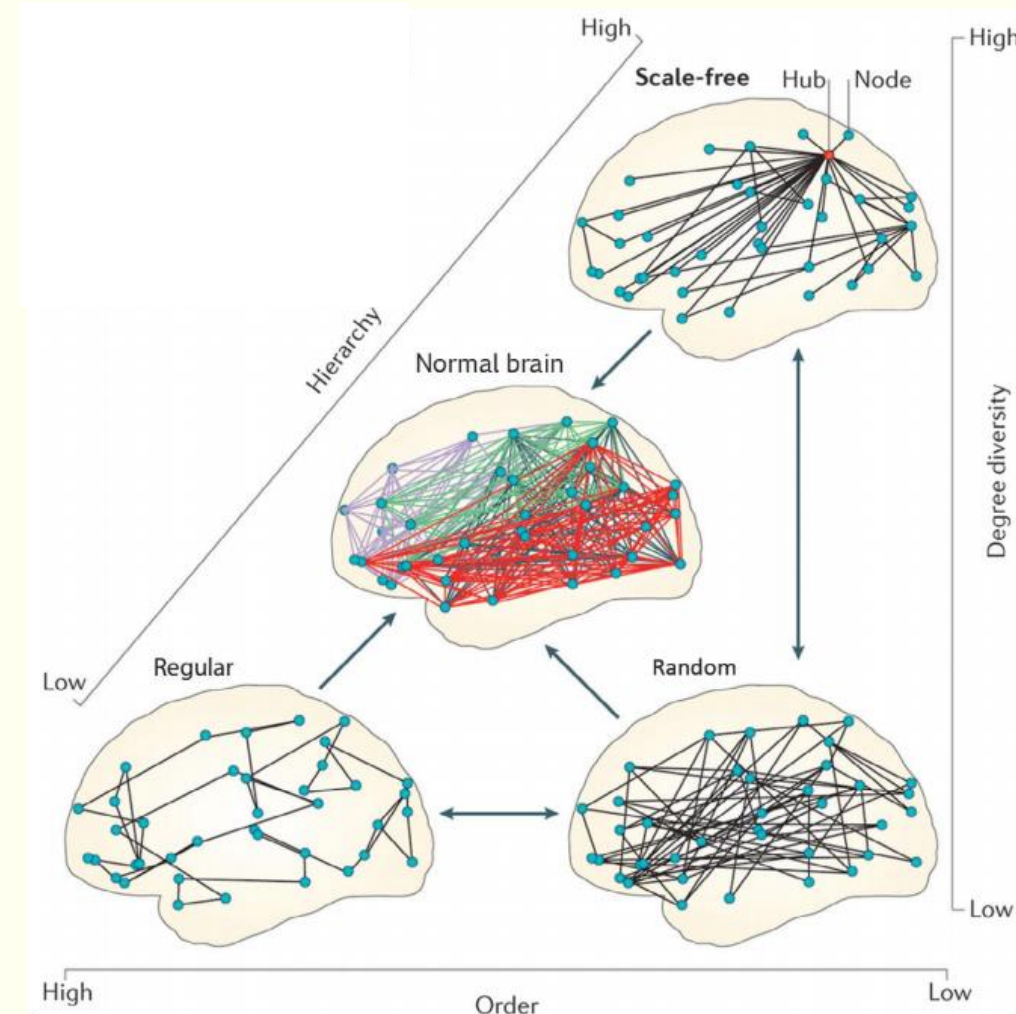 High
High
Scale-free
Hub
Node
Hierarchy
Normal brain
Degree diversity
Low
Regular
Random
Low
High
Order
Low